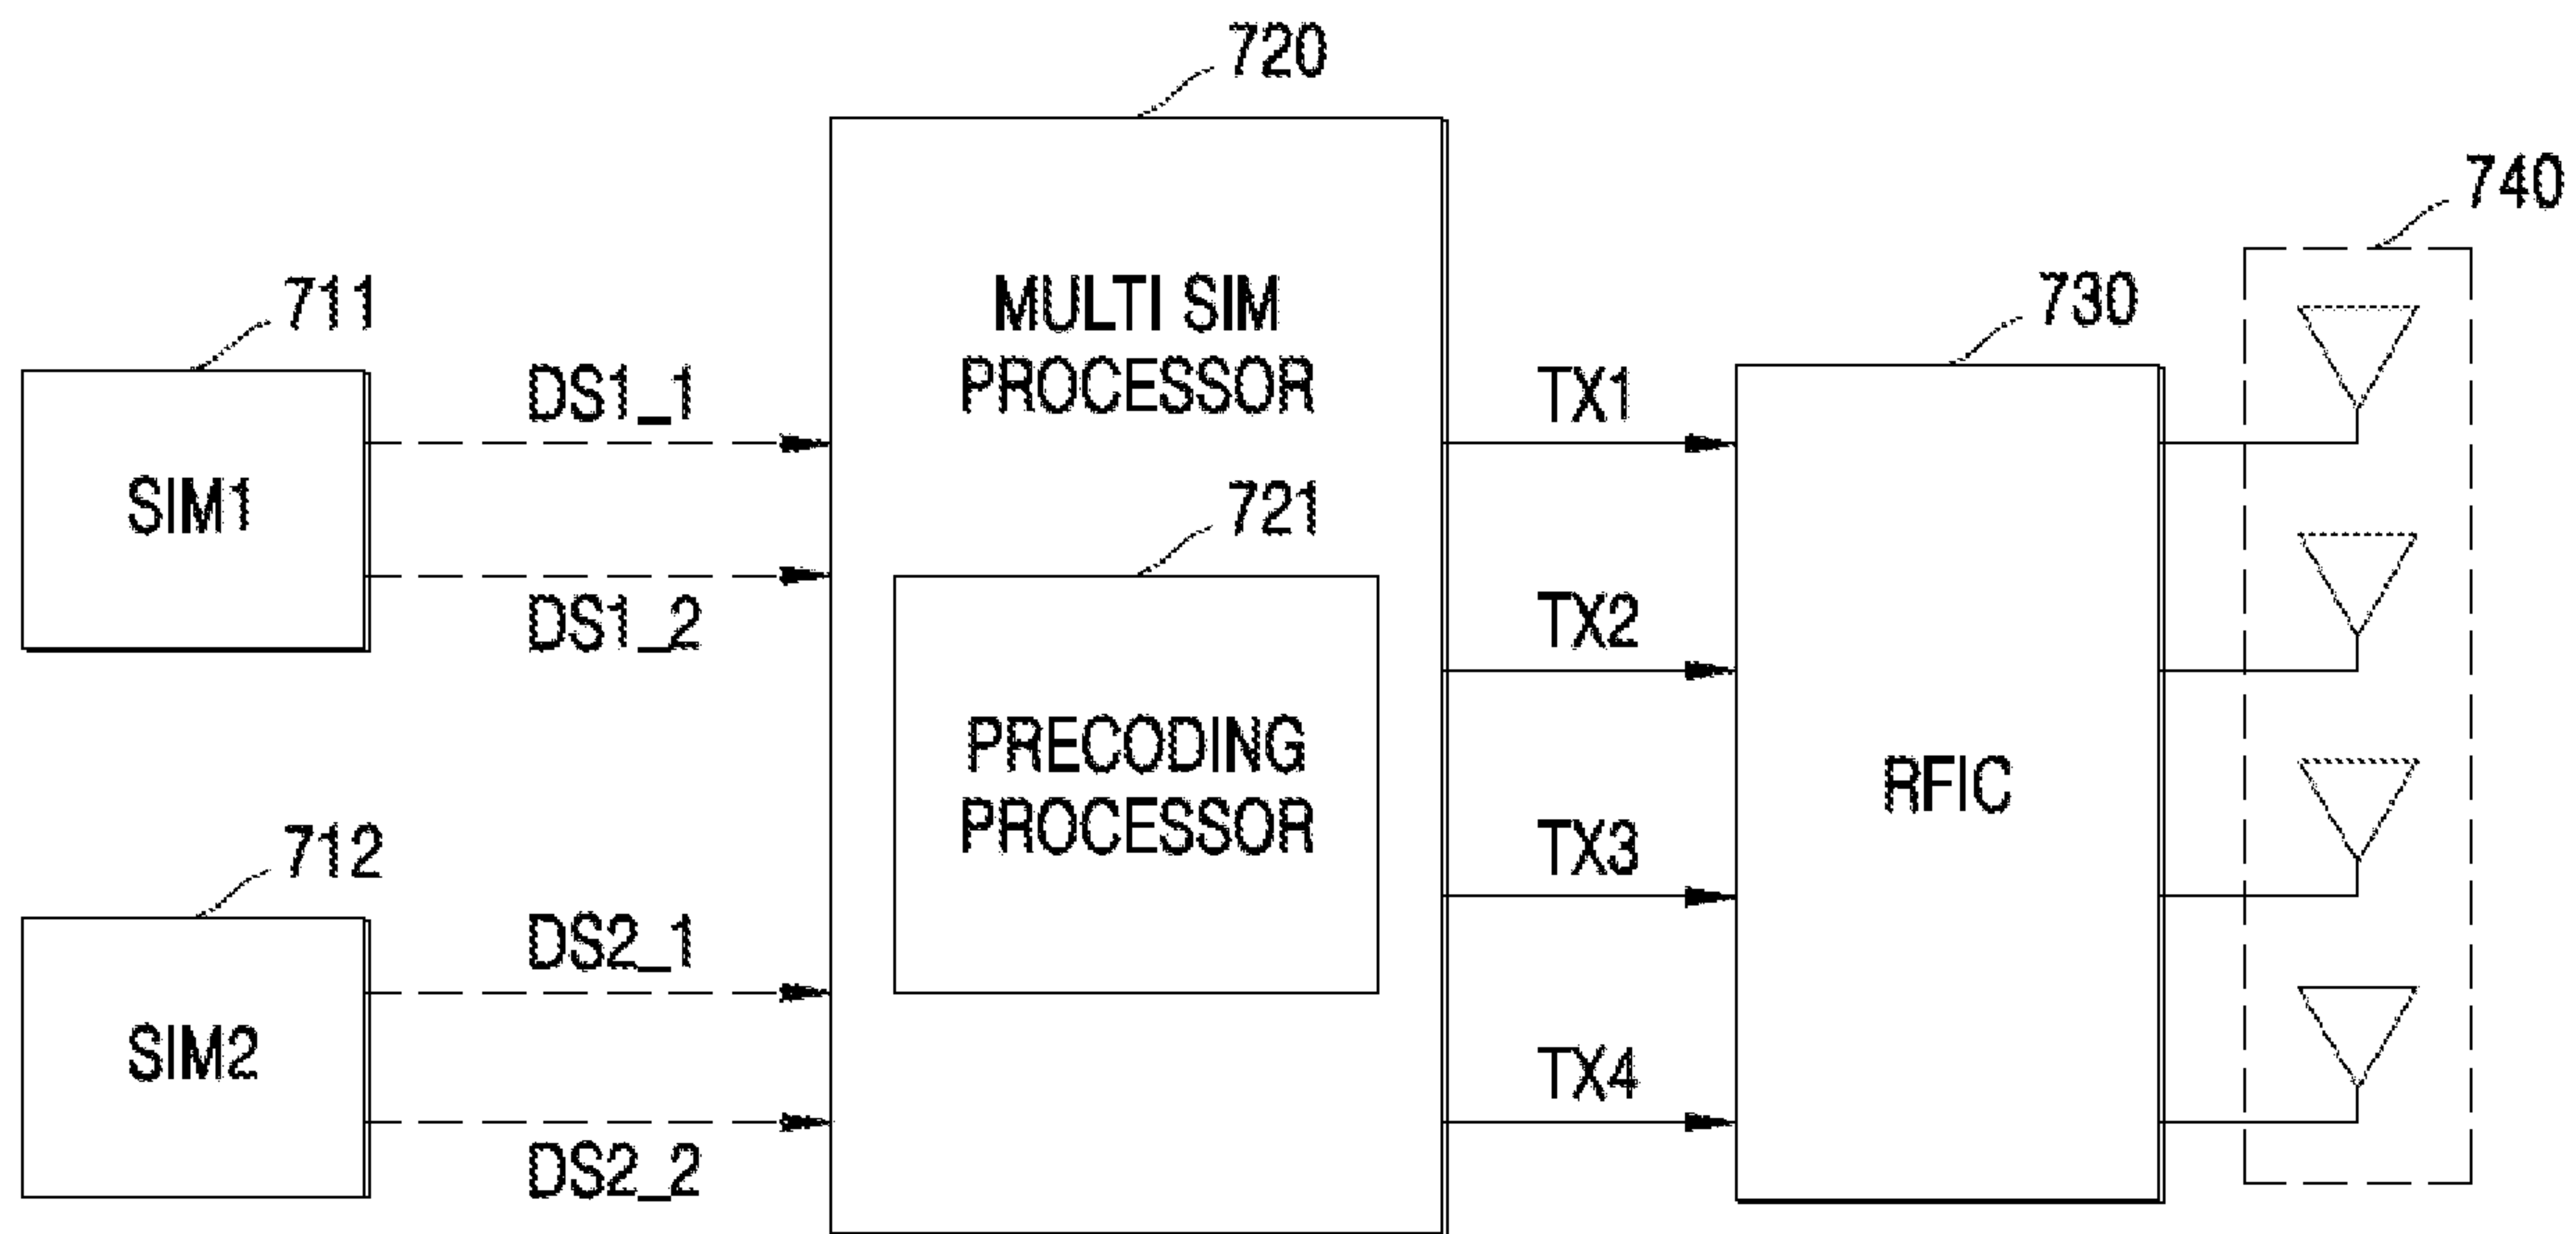 720
740
711
730
MULTI SIM
PROCESSOR
DS1_1
TX1
SIM1
721
DS1_2
TX2
PRECODING
PROCESSOR
RFIC
712
TX3
DS2_1
SIM2
TX4
DS2_2